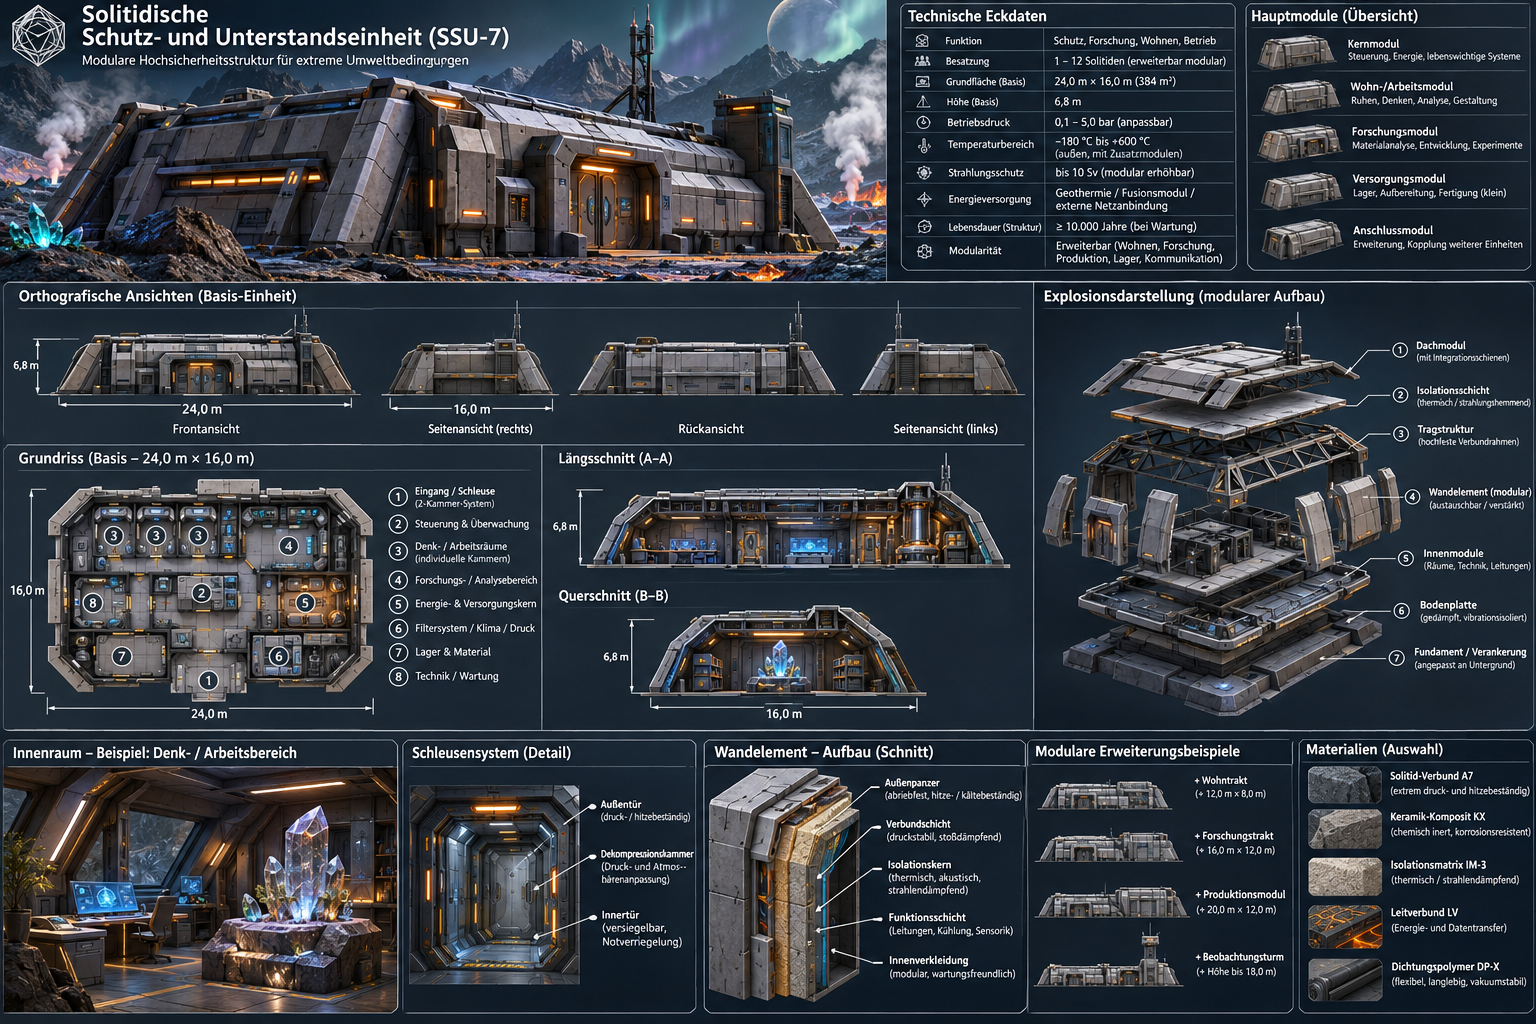 Solitidische
Schutz- und Unterstandseinheit (SSU-7)
Modulare Hochsicherheitsstruktur für extreme Umweltbedingungen
Technische Eckdaten
Funktion
Schutz, Forschung, Wohnen, Betrieb
Besatzung
1 – 12 Solitiden (erweiterbar modular)
Grundfläche (Basis)
24,0 m × 16,0 m (384 m²)
Höhe (Basis)
6,8 m
Betriebsdruck
0,1 – 5,0 bar (anpassbar)
Temperaturbereich
–180 °C bis +600 °C
(außen, mit Zusatzmodulen)
Strahlungsschutz
bis 10 Sv (modular erhöhbar)
Energieversorgung
Geothermie / Fusionsmodul /
externe Netzanbindung
Lebensdauer (Struktur)
≥ 10.000 Jahre (bei Wartung)
Modularität
Erweiterbar (Wohnen, Forschung,
Produktion, Lager, Kommunikation)
Hauptmodule (Übersicht)
Kernmodul
Steuerung, Energie, lebenswichtige Systeme
Wohn-/Arbeitsmodul
Ruhen, Denken, Analyse, Gestaltung
Forschungsmodul
Materialanalyse, Entwicklung, Experimente
Versorgungsmodul
Lager, Aufbereitung, Fertigung (klein)
Anschlussmodul
Erweiterung, Kopplung weiterer Einheiten
Orthografische Ansichten (Basis-Einheit)
6,8 m
24,0 m
Frontansicht
16,0 m
Seitenansicht (rechts)
Rückansicht
Seitenansicht (links)
Explosionsdarstellung (modularer Aufbau)
1
Dachmodul
(mit Integrationsschienen)
2
Isolationsschicht
(thermisch / strahlungshemmend)
3
Tragstruktur
(hochfeste Verbundrahmen)
4
Wandelement (modular)
(austauschbar / verstärkt)
5
Innenmodule
(Räume, Technik, Leitungen)
6
Bodenplatte
(gedämpft, vibrationsisoliert)
7
Fundament / Verankerung
(angepasst an Untergrund)
Grundriss (Basis – 24,0 m × 16,0 m)
16,0 m
3
3
3
4
8
2
5
7
6
1
24,0 m
1
Eingang / Schleuse
(2-Kammer-System)
2
Steuerung & Überwachung
3
Denk- / Arbeitsräume
(individuelle Kammern)
4
Forschungs- / Analysebereich
5
Energie- & Versorgungskern
6
Filtersystem / Klima / Druck
7
Lager & Material
8
Technik / Wartung
Längsschnitt (A–A)
6,8 m
Querschnitt (B–B)
6,8 m
16,0 m
Innenraum – Beispiel: Denk- / Arbeitsbereich
Schleusensystem (Detail)
Außentür
(druck- / hitzebeständig)
Dekompressionskammer
(Druck- und Atmos--
bärenanpassung)
Innertür
(versiegelbar,
Notverriegelung)
Wandelement – Aufbau (Schnitt)
Außenpanzer
(abriebfest, hitze- / kältebeständig)
Verbundschicht
(druckstabil, stoßdämpfend)
Isolationskern
(thermisch, akustisch,
strahlendämpfend)
Funktionsschicht
(Leitungen, Kühlung, Sensorik)
Innenverkleidung
(modular, wartungsfreundlich)
Modulare Erweiterungsbeispiele
+ Wohntrakt
(÷ 12,0 m x 8,0 m)
+ Forschungstrakt
(÷ 16,0 m × 12,0 m)
+ Produktionsmodul
(÷ 20,0 m × 12,0 m)
+ Beobachtungsturm
(+ Höhe bis 18,0 m)
Materialien (Auswahl)
Solitid-Verbund A7
(extrem druck- und hitzebeständig)
Keramik-Komposit KX
(chemisch inert, korrosionsresistent)
Isolationsmatrix IM-3
(thermisch / strahlendämpfend)
Leitverbund LV
(Energie- und Datentransfer)
Dichtungspolymer DP-X
(flexibel, langlebig, vakuumstabil)